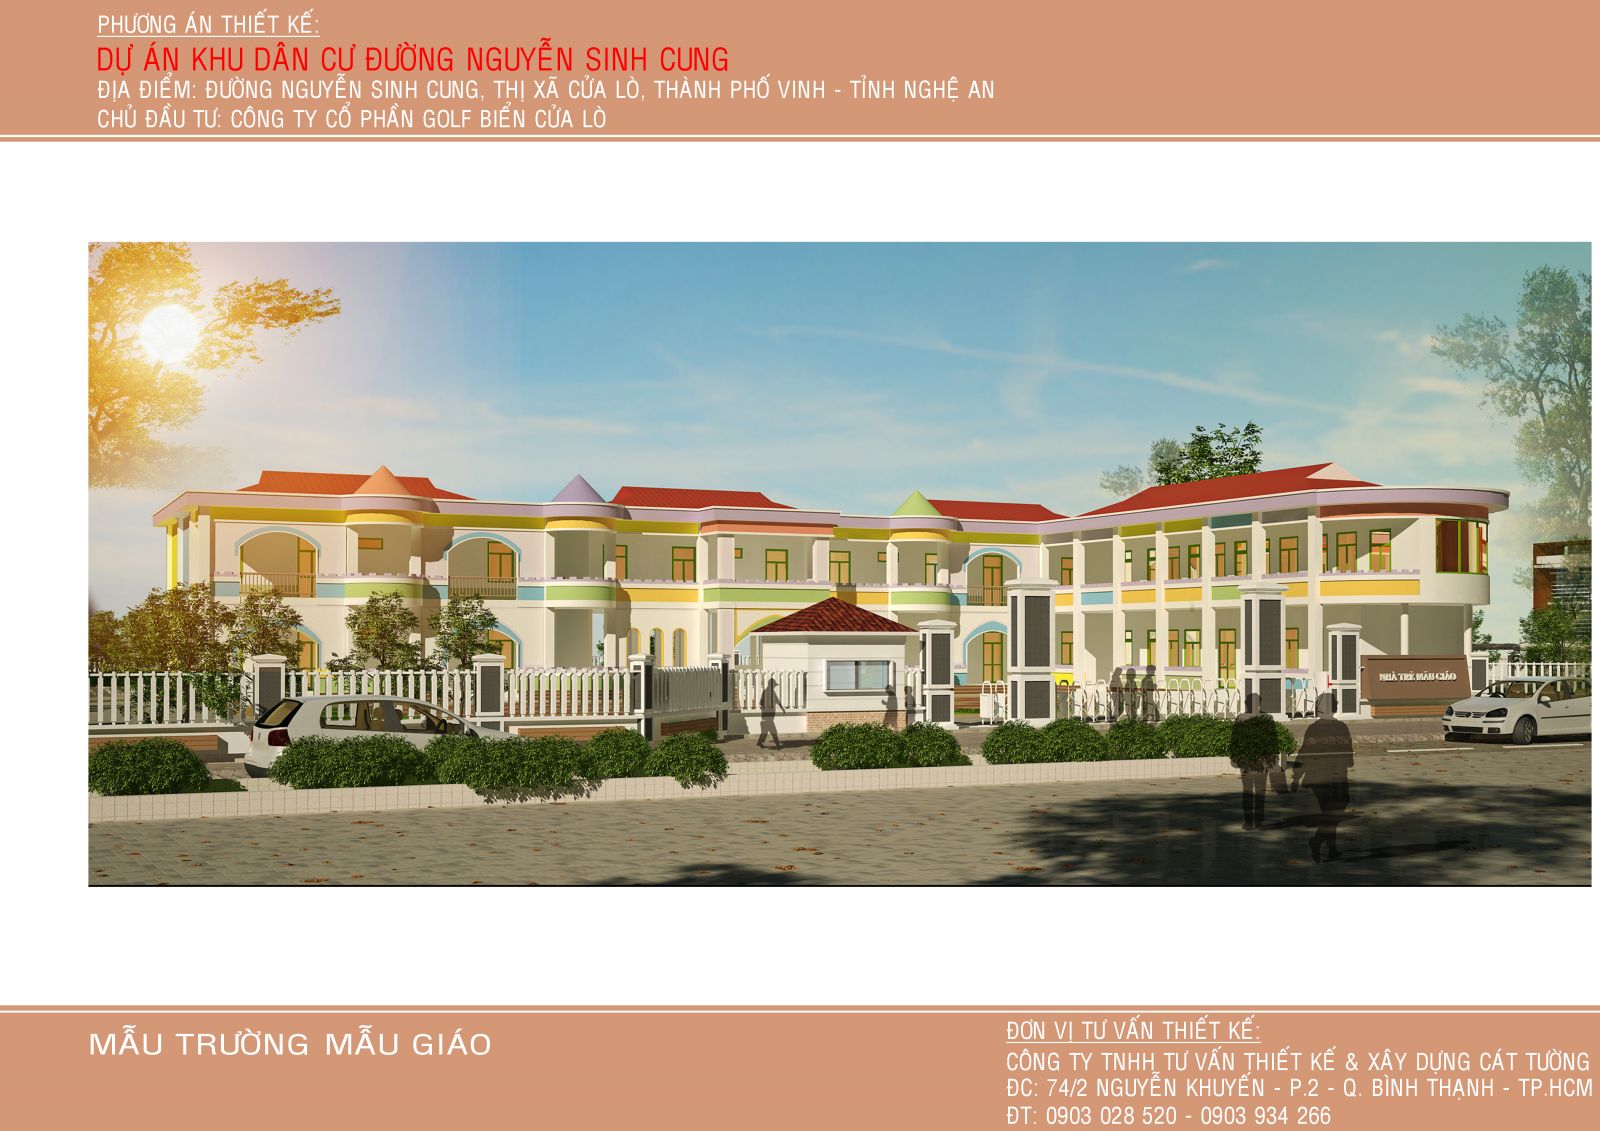 PHƯƠNG ÁN THIẾT KẾ:
DỰ ÁN KHU DÂN CƯ ĐƯỜNG NGUYỄN SINH CUNG
ĐỊA ĐIỂM: ĐƯỜNG NGUYỄN SINH CUNG, THỊ XÃ CỬA LÒ, THÀNH PHỐ VINH - TỈNH NGHỆ AN
CHỦ ĐẦU TƯ: CÔNG TY CỔ PHẦN GOLF BIỂN CỬA LÒ
NHÀ TRẺ MẪU GIÁO
MẪU TRƯỜNG MẪU GIÁO
ĐƠN VỊ TƯ VẤN THIẾT KẾ:
CÔNG TY TNHH TƯ VẤN THIẾT KẾ & XÂY DỰNG CÁT TƯỜNG
ĐC: 74/2 NGUYỄN KHUYẾN - P.2 - Q. BÌNH THẠNH - TP.HCM
ĐT: 0903 028 520 - 0903 934 266